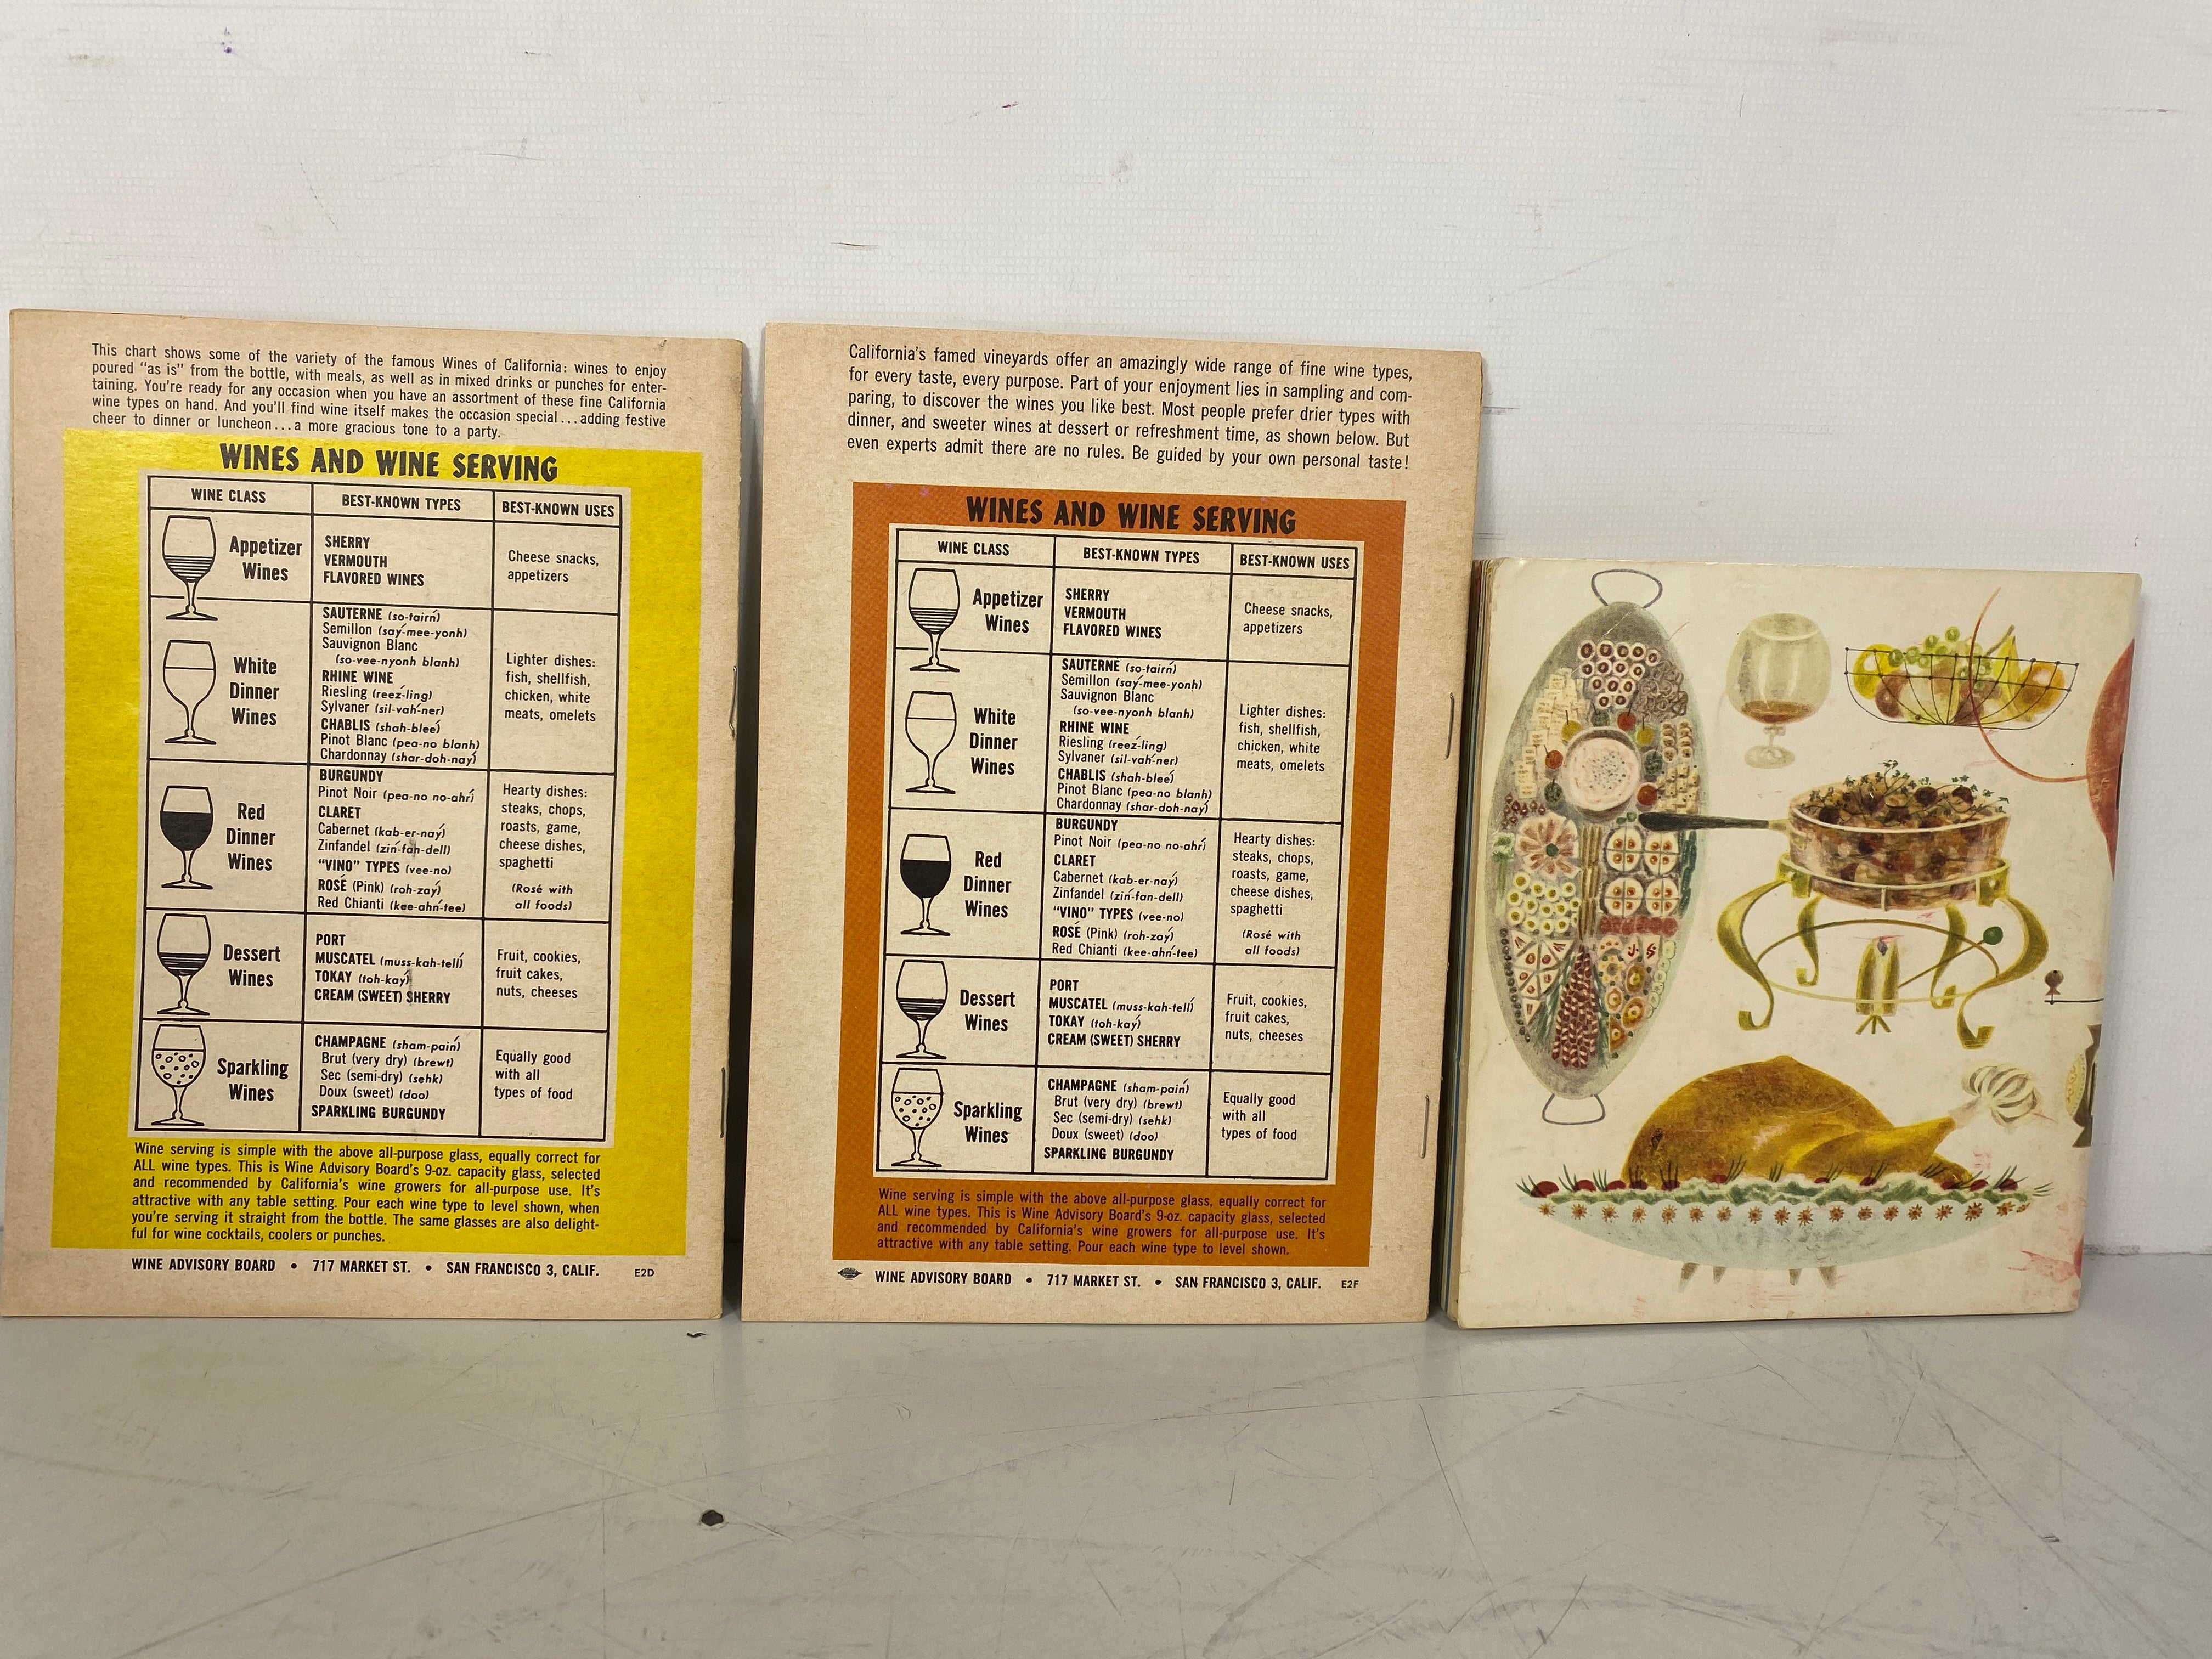 This chart shows some of the variety of the famous Wines of California: wines to enjoy
poured “as is” from the bottle, with meals, as well as in mixed drinks or punches for enter-
taining. You’re ready for any occasion when you have an assortment of these fine California
wine types on hand. And you’ll find wine itself makes the occasion special...adding festive
cheer to dinner or luncheon...a more gracious tone to a party.
WINES AND WINE SERVING
WINE CLASS
BEST-KNOWN TYPES
BEST-KNOWN USES
Appetizer
Wines
SHERRY
VERMOUTH
FLAVORED WINES
Cheese snacks,
appetizers
White
Dinner
Wines
SAUTERNE (so-tairń)
Semillon (saý-mee-yonh)
Sauvignon Blanc
(so-vee-nyonh blanh)
RHINE WINE
Riesling (reeź-ling)
Sylvaner (sil-vah́-ner)
CHABLIS (shah-bleé)
Pinot Blanc (pea-no blanh)
Chardonnay (shar-doh-naý)
Lighter dishes:
fish, shellfish,
chicken, white
meats, omelets
Red
Dinner
Wines
BURGUNDY
Pinot Noir (pea-no no-ahŕ)
CLARET
Cabernet (kab-er-naý)
Zinfandel (zin´-fan-dell)
“VINO” TYPES (vee-no)
ROSÉ (Pink) (roh-zaý)
Red Chianti (kee-ahń-tee)
Hearty dishes:
steaks, chops,
roasts, game,
cheese dishes,
spaghetti
(Rosé with
all foods)
Dessert
Wines
PORT
MUSCATEL (muss-kah-tell´)
TOKAY (toh-kaý)
CREAM (SWEET) SHERRY
Fruit, cookies,
fruit cakes,
nuts, cheeses
Sparkling
Wines
CHAMPAGNE (sham-pain´)
Brut (very dry) (brewt)
Sec (semi-dry) (sehk)
Doux (sweet) (doo)
SPARKLING BURGUNDY
Equally good
with all
types of food
Wine serving is simple with the above all-purpose glass, equally correct for
ALL wine types. This is Wine Advisory Board’s 9-oz. capacity glass, selected
and recommended by California’s wine growers for all-purpose use. It’s
attractive with any table setting. Pour each wine type to level shown, when
you’re serving it straight from the bottle. The same glasses are also delight-
ful for wine cocktails, coolers or punches.
WINE ADVISORY BOARD • 717 MARKET ST. • SAN FRANCISCO 3, CALIF. E2D
California’s famed vineyards offer an amazingly wide range of fine wine types,
for every taste, every purpose. Part of your enjoyment lies in sampling and com-
paring, to discover the wines you like best. Most people prefer drier types with
dinner, and sweeter wines at dessert or refreshment time, as shown below. But
even experts admit there are no rules. Be guided by your own personal taste!
WINES AND WINE SERVING
WINE CLASS
BEST-KNOWN TYPES
BEST-KNOWN USES
Appetizer
Wines
SHERRY
VERMOUTH
FLAVORED WINES
Cheese snacks,
appetizers
White
Dinner
Wines
SAUTERNE (so-tairń)
Semillon (saý-mee-yonh)
Sauvignon Blanc
(so-vee-nyonh blanh)
RHINE WINE
Riesling (reeź-ling)
Sylvaner (sil-vah́-ner)
CHABLIS (shah-bleé)
Pinot Blanc (pea-no blanh)
Chardonnay (shar-doh-naý)
Lighter dishes:
fish, shellfish,
chicken, white
meats, omelets
Red
Dinner
Wines
BURGUNDY
Pinot Noir (pea-no no-ahŕ)
CLARET
Cabernet (kab-er-naý)
Zinfandel (zin´-fan-dell)
“VINO” TYPES (vee-no)
ROSÉ (Pink) (roh-zaý)
Red Chianti (kee-ahń-tee)
Hearty dishes:
steaks, chops,
roasts, game,
cheese dishes,
spaghetti
(Rosé with
all foods)
Dessert
Wines
PORT
MUSCATEL (muss-kah-tell´)
TOKAY (toh-kaý)
CREAM (SWEET) SHERRY
Fruit, cookies,
fruit cakes,
nuts, cheeses
Sparkling
Wines
CHAMPAGNE (sham-pain´)
Brut (very dry) (brewt)
Sec (semi-dry) (sehk)
Doux (sweet) (doo)
SPARKLING BURGUNDY
Equally good
with all
types of food
Wine serving is simple with the above all-purpose glass, equally correct for
ALL wine types. This is Wine Advisory Board’s 9-oz. capacity glass, selected
and recommended by California’s wine growers for all-purpose use. It’s
attractive with any table setting. Pour each wine type to level shown.
WINE ADVISORY BOARD • 717 MARKET ST. • SAN FRANCISCO 3, CALIF. E2F